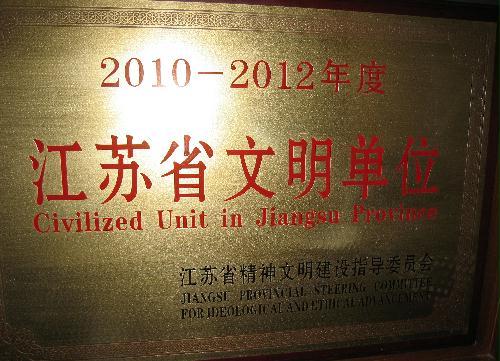 2010－2012年度
江苏省文明单位
Civilized Unit in Jiangsu Province
江苏省精神文明建设指导委员会
JIANGSU PROVINCIAL STEERING COMMITTEE
FOR IDEOLOGICAL AND ETHICAL ADVANCEMENT